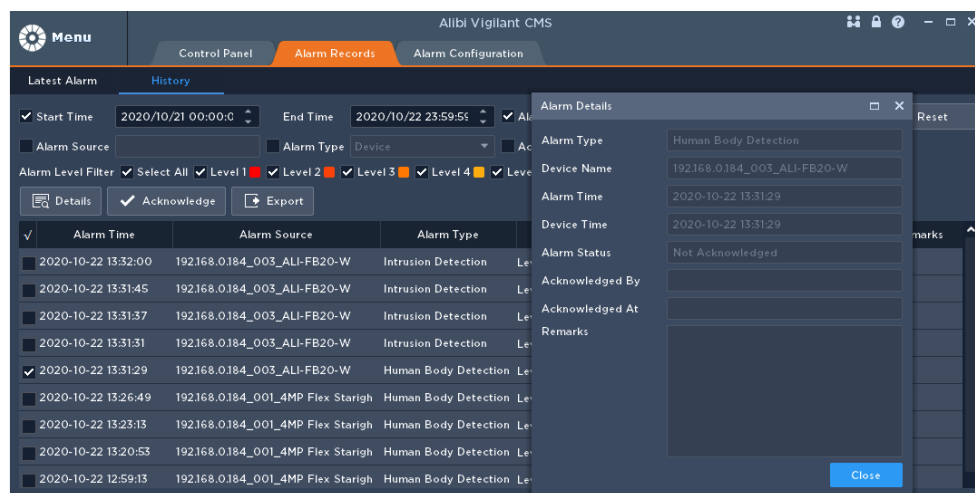 Alibi Vigilant CMS
Menu
Control Panel
Alarm Records
Alarm Configuration
Latest Alarm
History
Start Time
2020/10/21 00:00:0
End Time
2020/10/22 23:59:59
Reset
Alarm Source
Alarm Type
Device
Alarm Level Filter
Select All
Level 1
Level 2
Level 3
Level 4
Details
Acknowledge
Export
√ Alarm Time Alarm Source Alarm Type
2020-10-22 13:32:00 192.168.0.184_003_ALI-FB20-W Intrusion Detection
2020-10-22 13:31:45 192.168.0.184_003_ALI-FB20-W Intrusion Detection
2020-10-22 13:31:37 192.168.0.184_003_ALI-FB20-W Intrusion Detection
2020-10-22 13:31:31 192.168.0.184_003_ALI-FB20-W Intrusion Detection
2020-10-22 13:31:29 192.168.0.184_003_ALI-FB20-W Human Body Detection
2020-10-22 13:26:49 192.168.0.184_001_4MP Flex Starigh Human Body Detection
2020-10-22 13:23:13 192.168.0.184_001_4MP Flex Starigh Human Body Detection
2020-10-22 13:20:53 192.168.0.184_001_4MP Flex Starigh Human Body Detection
2020-10-22 12:59:13 192.168.0.184_001_4MP Flex Starigh Human Body Detection
Alarm Details
Alarm Type Human Body Detection
Device Name 192.168.0.184_003_ALI-FB20-W
Alarm Time 2020-10-22 13:31:29
Device Time 2020-10-22 13:31:29
Alarm Status Not Acknowledged
Acknowledged By
Acknowledged At
Remarks
Close